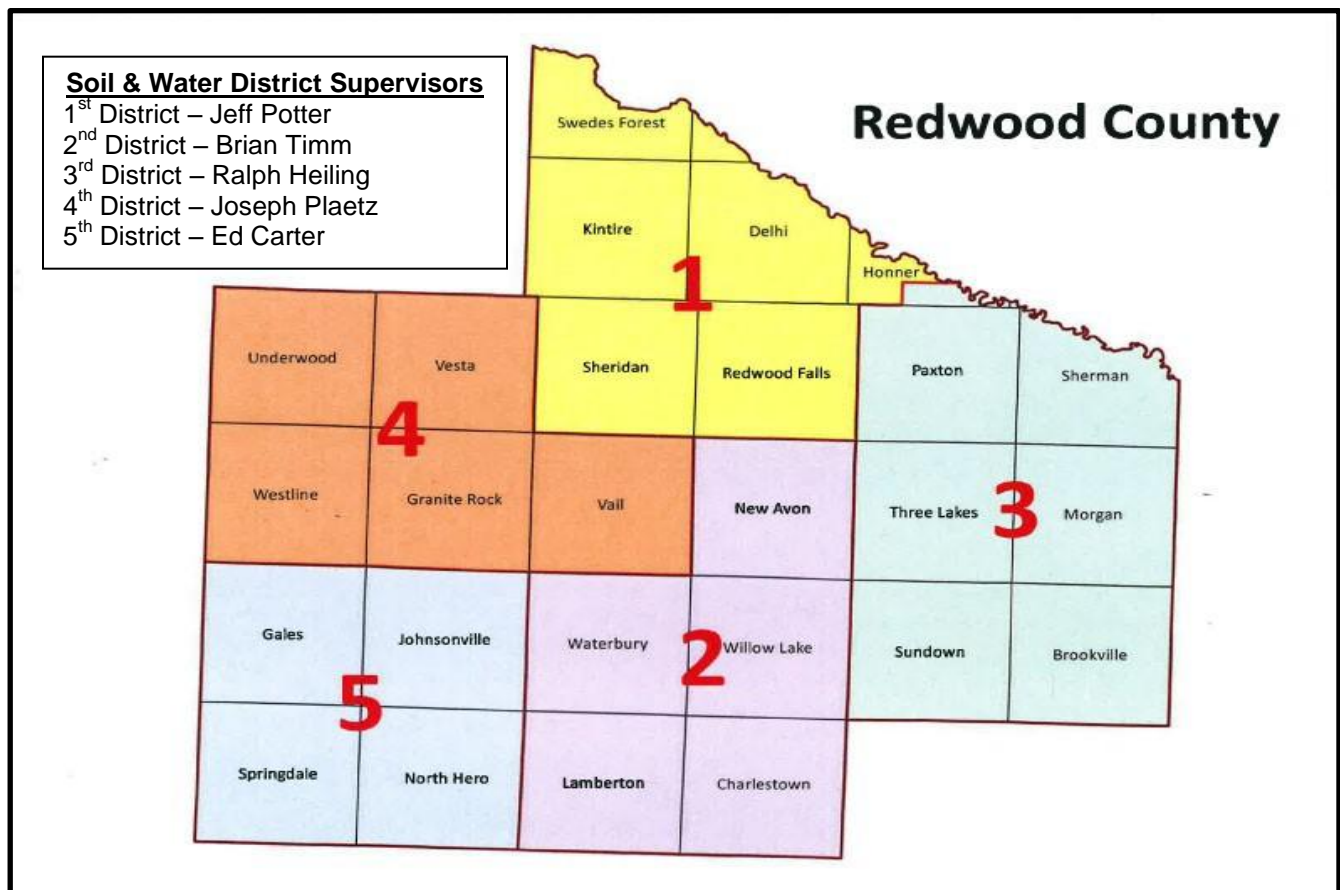 Soil & Water District Supervisors
1st District – Jeff Potter
2nd District – Brian Timm
3rd District – Ralph Heiling
4th District – Joseph Plaetz
5th District – Ed Carter
Redwood County
Swedes Forest
Kintire
Delhi
Honner
1
Underwood
Vesta
Sheridan
Redwood Falls
Paxton
Sherman
4
Westline
Granite Rock
Vail
New Avon
Three Lakes
3
Morgan
Gales
Johnsonville
Waterbury
2
Willow Lake
Sundown
Brookville
5
Springdale
North Hero
Lamberton
Charlestown